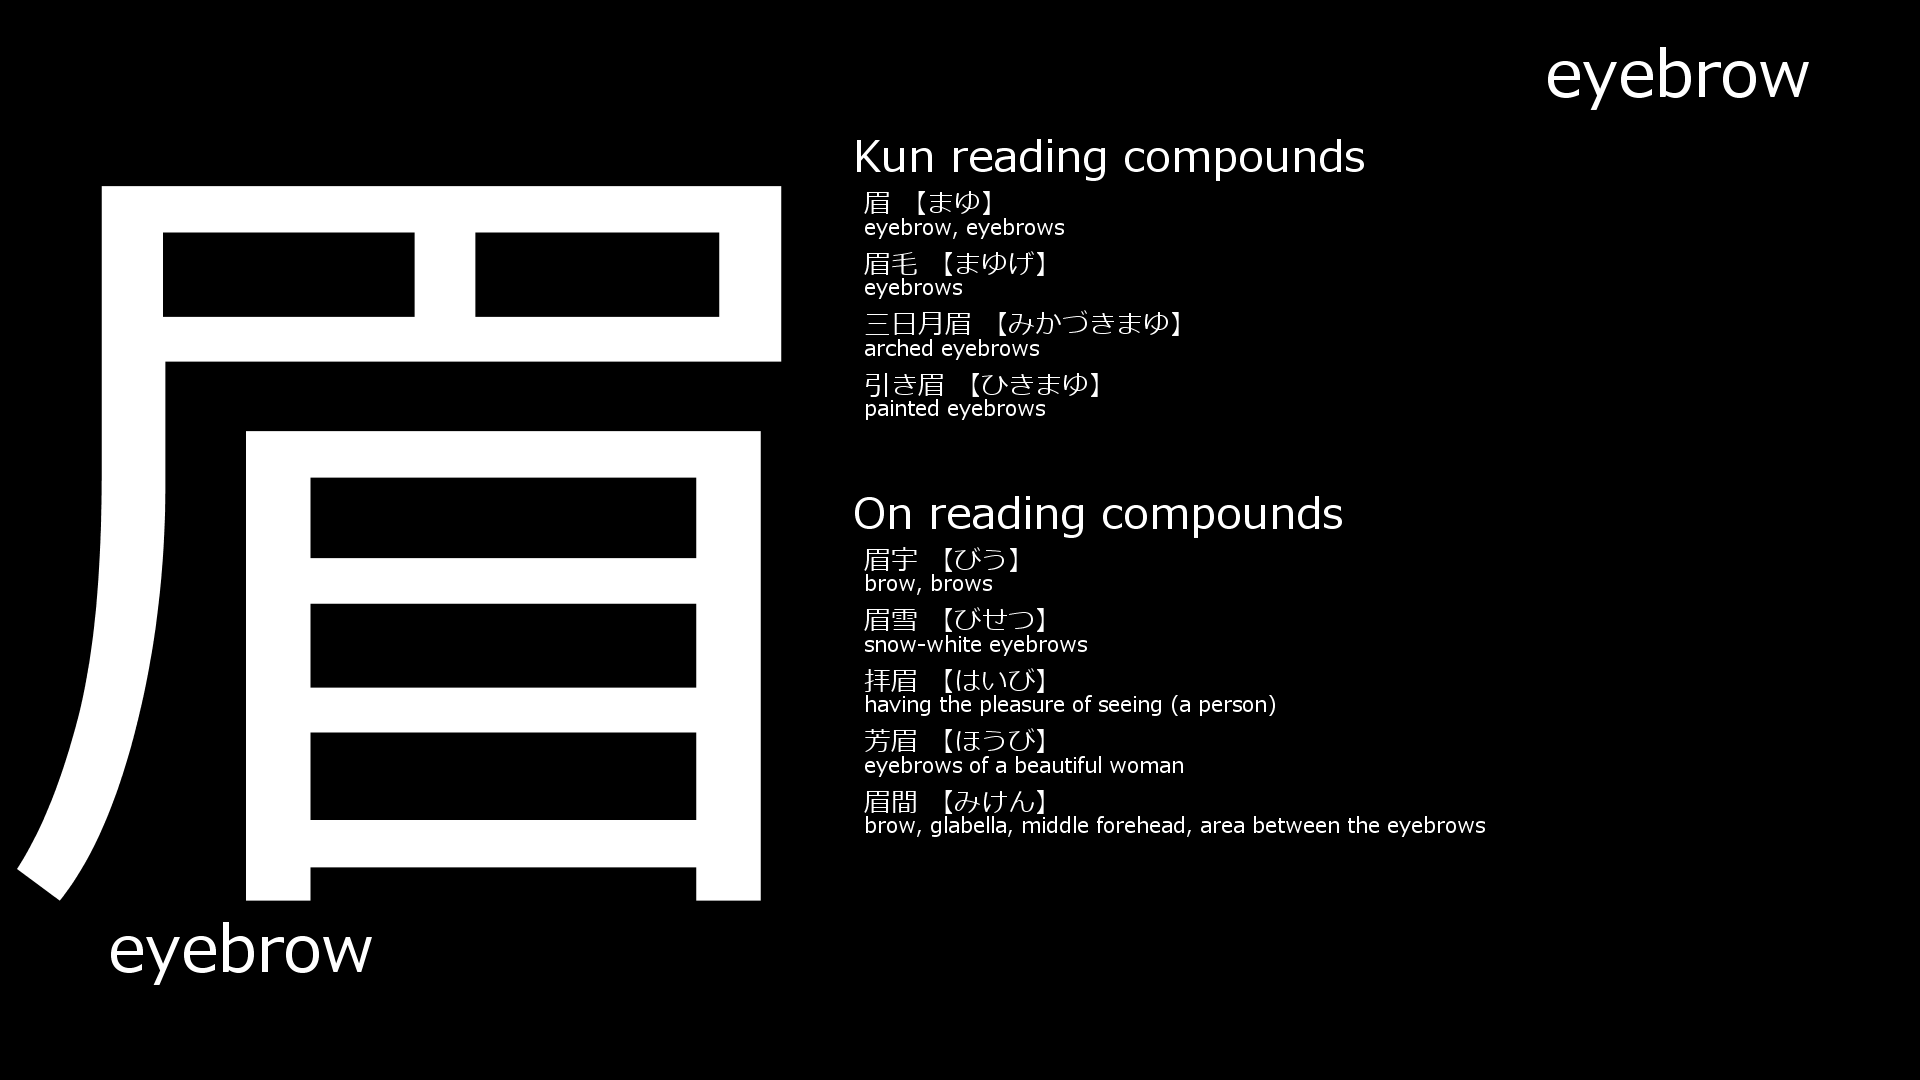 eyebrow
眉
eyebrow
Kun reading compounds
眉 【まゆ】
eyebrow, eyebrows
眉毛 【まゆげ】
eyebrows
三日月眉 【みかづきまゆ】
arched eyebrows
引き眉 【ひきまゆ】
painted eyebrows
On reading compounds
眉宇 【びう】
brow, brows
眉雪 【びせつ】
snow-white eyebrows
拝眉 【はいび】
having the pleasure of seeing (a person)
芳眉 【ほうび】
eyebrows of a beautiful woman
眉間 【みけん】
brow, glabella, middle forehead, area between the eyebrows